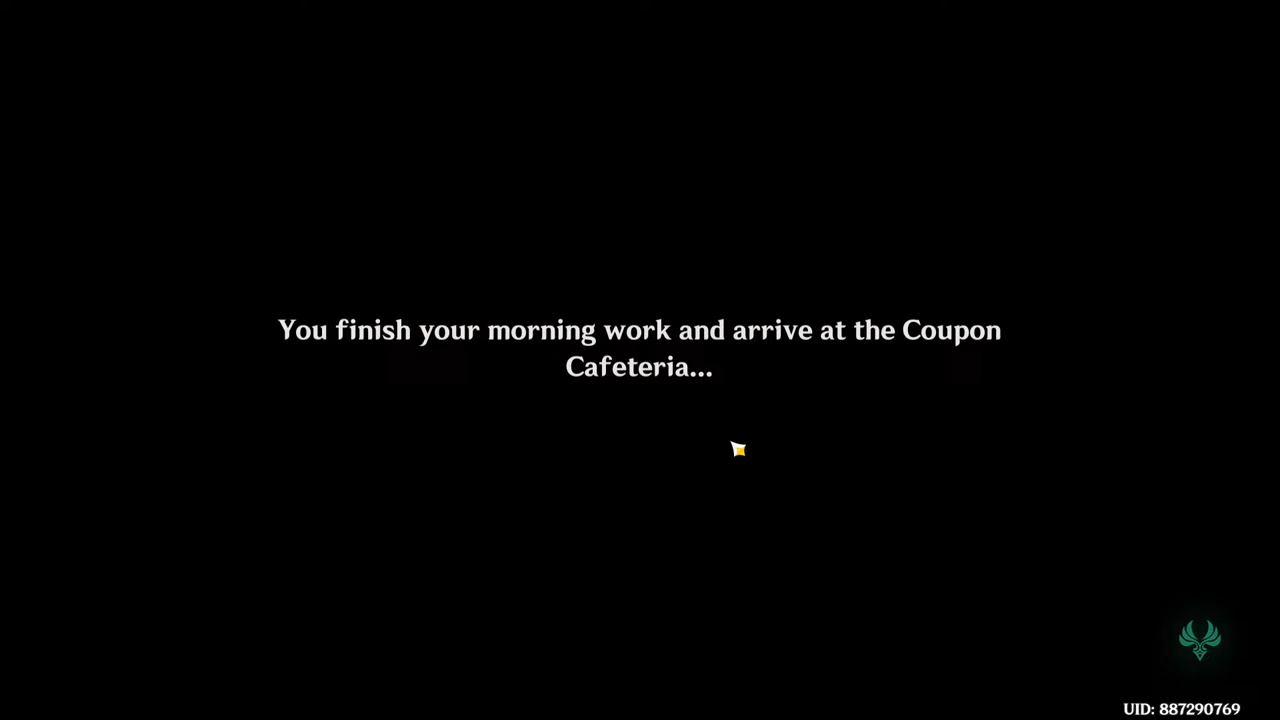 You finish your morning work and arrive at the Coupon
Cafeteria...
UID: 887290769